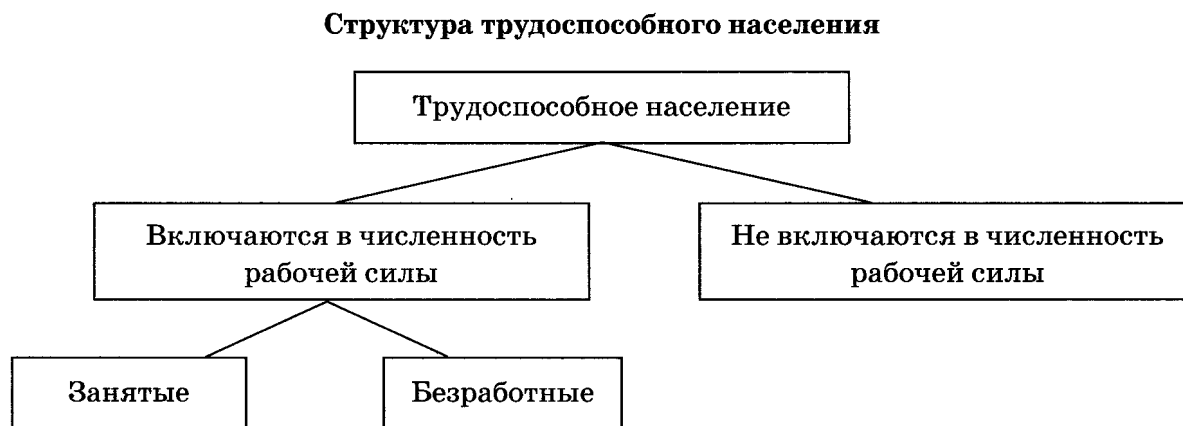 Структура трудоспособного населения
Трудоспособное население
Включаются в численность
рабочей силы
Не включаются в численность
рабочей силы
Занятые
Безработные